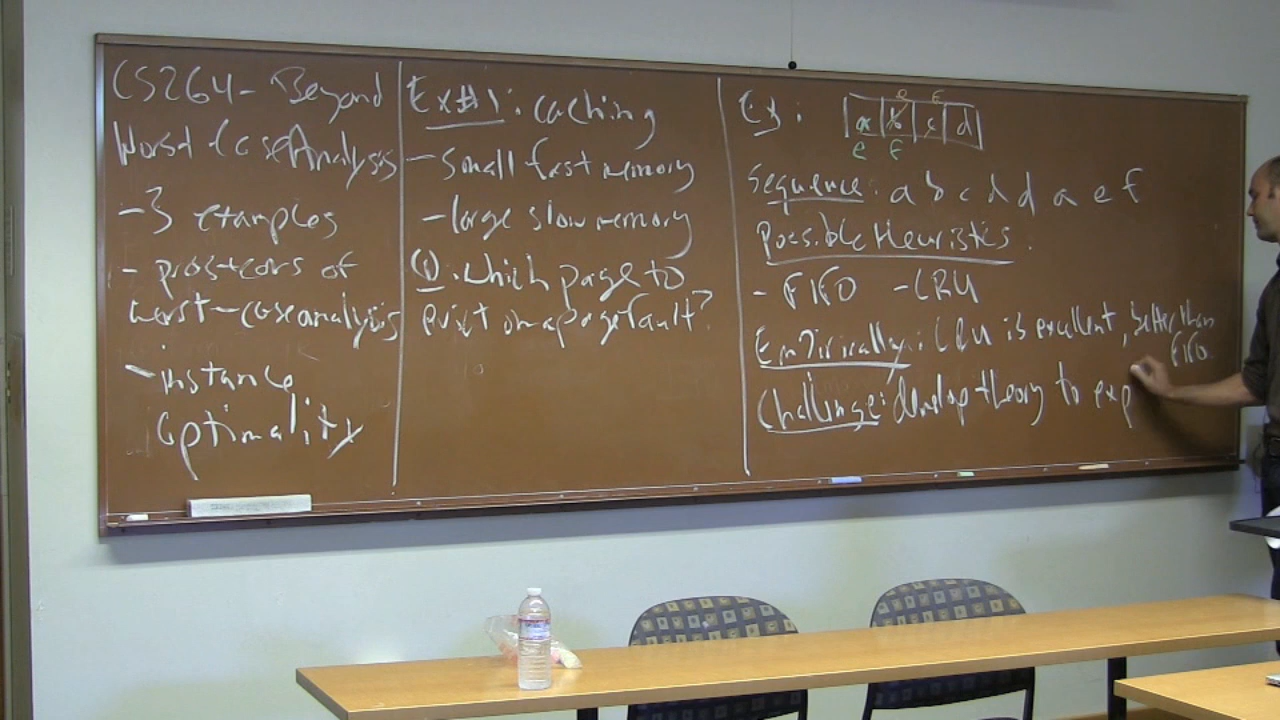 CS264 - Beyond
Worst Case Analysis
- 3 examples
- pros + cons of
worst-case analysis
- instance
optimality
Ex #1: caching
- small fast memory
- large slow memory
Q: which page to
evict on a page fault?
e f
Ex: a b c d
e f
Sequence: a b c d d a e f
Possible Heuristics:
- FIFO - LRU
Empirically: LRU is excellent, better than
FIFO.
Challenge: develop theory to exp